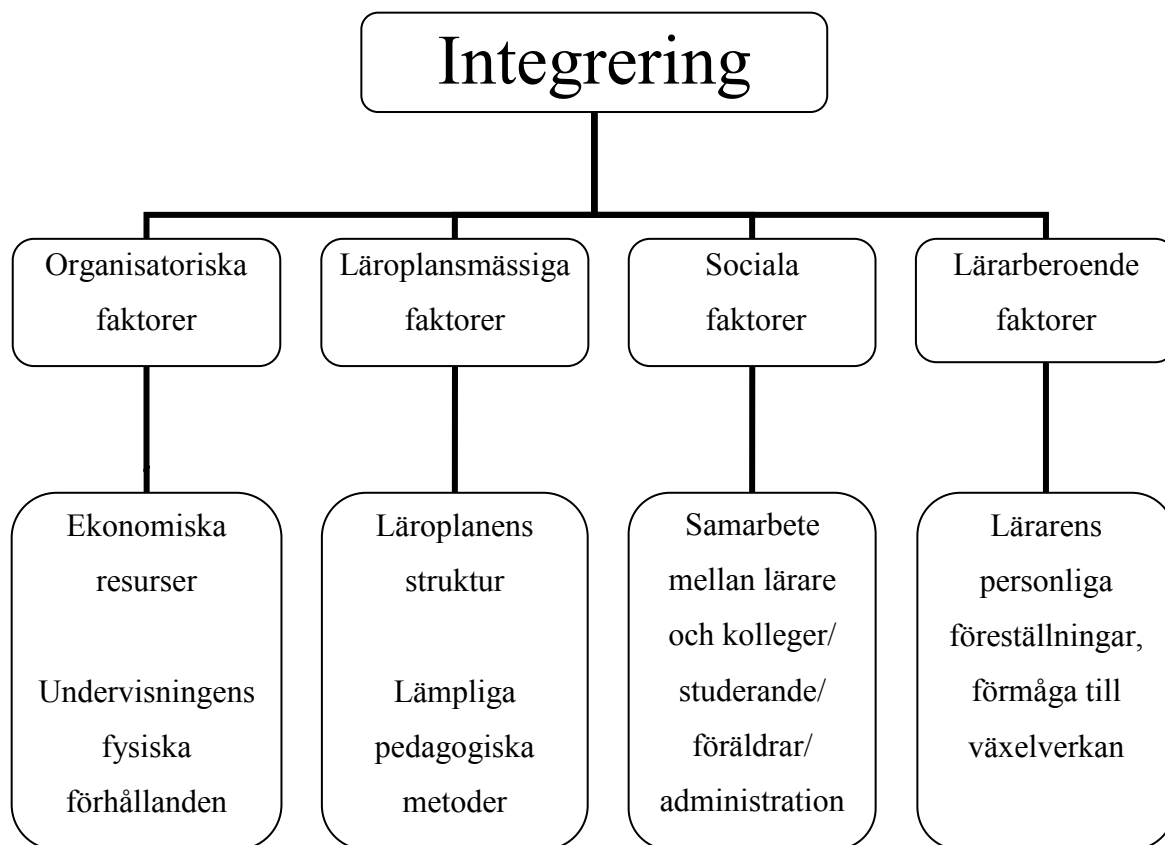 Integrering
Organisatoriska
faktorer
Läroplansmässiga
faktorer
Sociala
faktorer
Lärarberoende
faktorer
Ekonomiska
resurser
Undervisningens
fysiska
förhållanden
Läroplanens
struktur
Lämpliga
pedagogiska
metoder
Samarbete
mellan lärare
och kolleger/
studerande/
föräldrar/
administration
Lärarens
personliga
föreställningar,
förmåga till
växelverkan